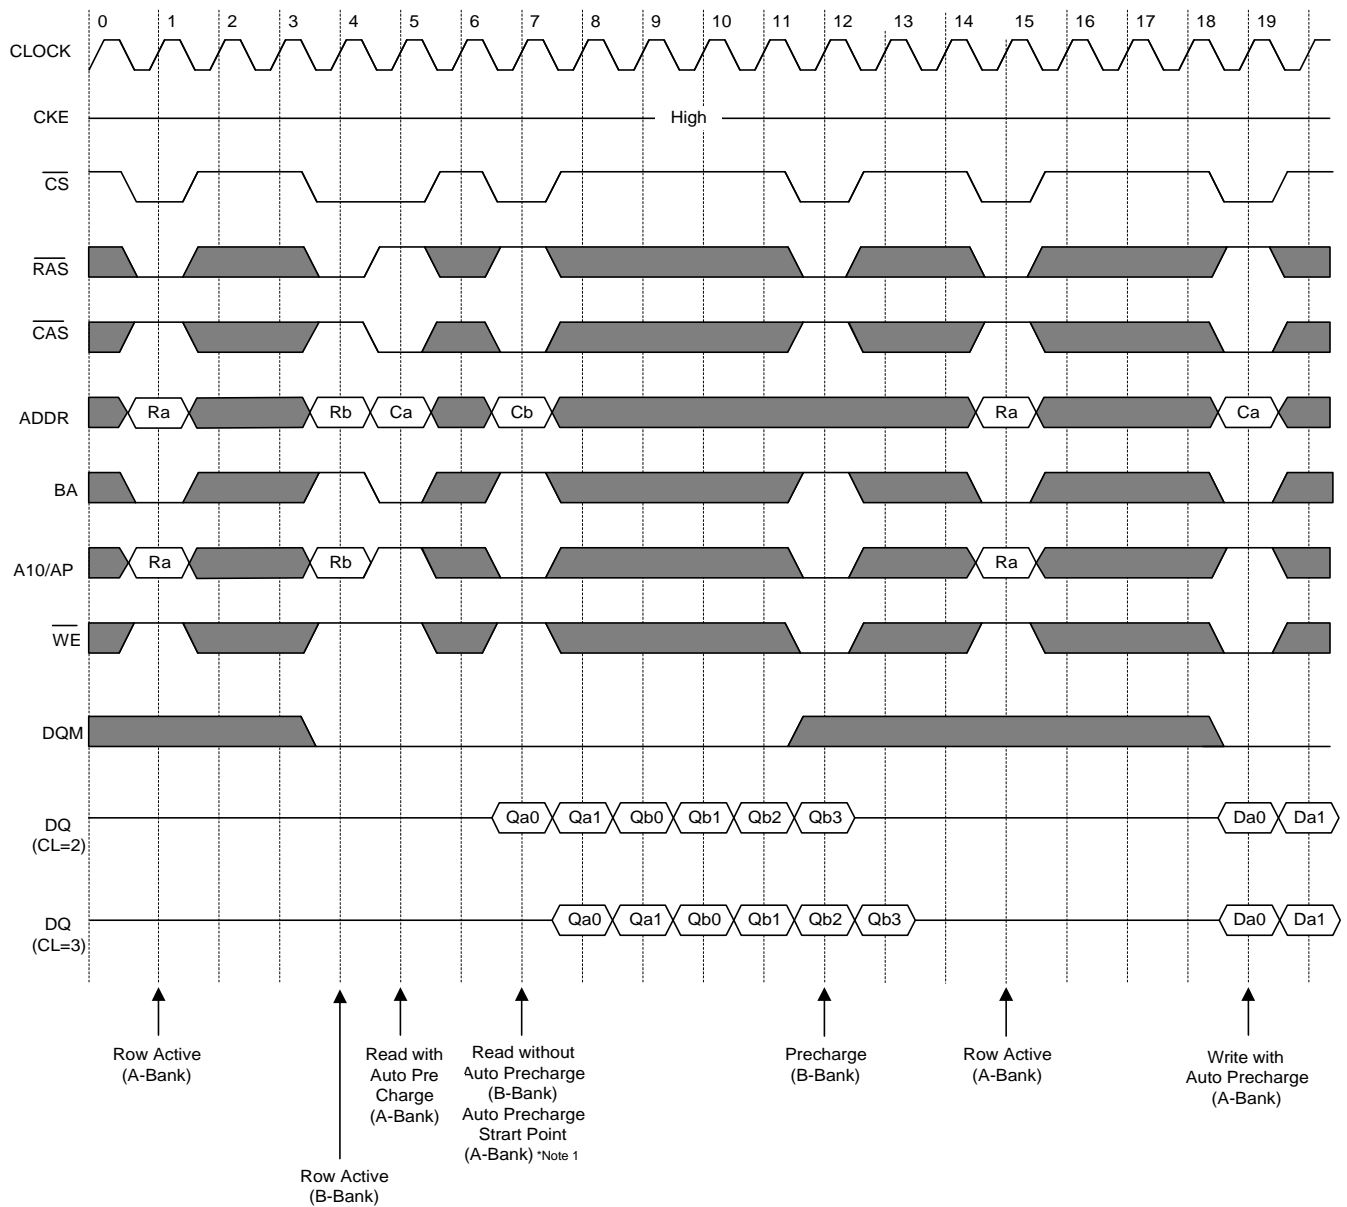 0 1 2 3 4 5 6 7 8 9 10 11 12 13 14 15 16 17 18 19
CLOCK
CKE High
CS
RAS
CAS
ADDR Ra Rb Ca Cb Ra Ca
BA
A10/AP Ra Rb Ra
WE
DQM
DQ
(CL=2)
Qa0 Qa1 Qb0 Qb1 Qb2 Qb3 Da0 Da1
DQ
(CL=3)
Qa0 Qa1 Qb0 Qb1 Qb2 Qb3 Da0 Da1
Row Active
(A-Bank)
Row Active
(B-Bank)
Read with
Auto Pre
Charge
(A-Bank)
Read without
Auto Precharge
(B-Bank)
Auto Precharge
Strart Point
(A-Bank) *Note 1
Precharge
(B-Bank)
Row Active
(A-Bank)
Write with
Auto Precharge
(A-Bank)